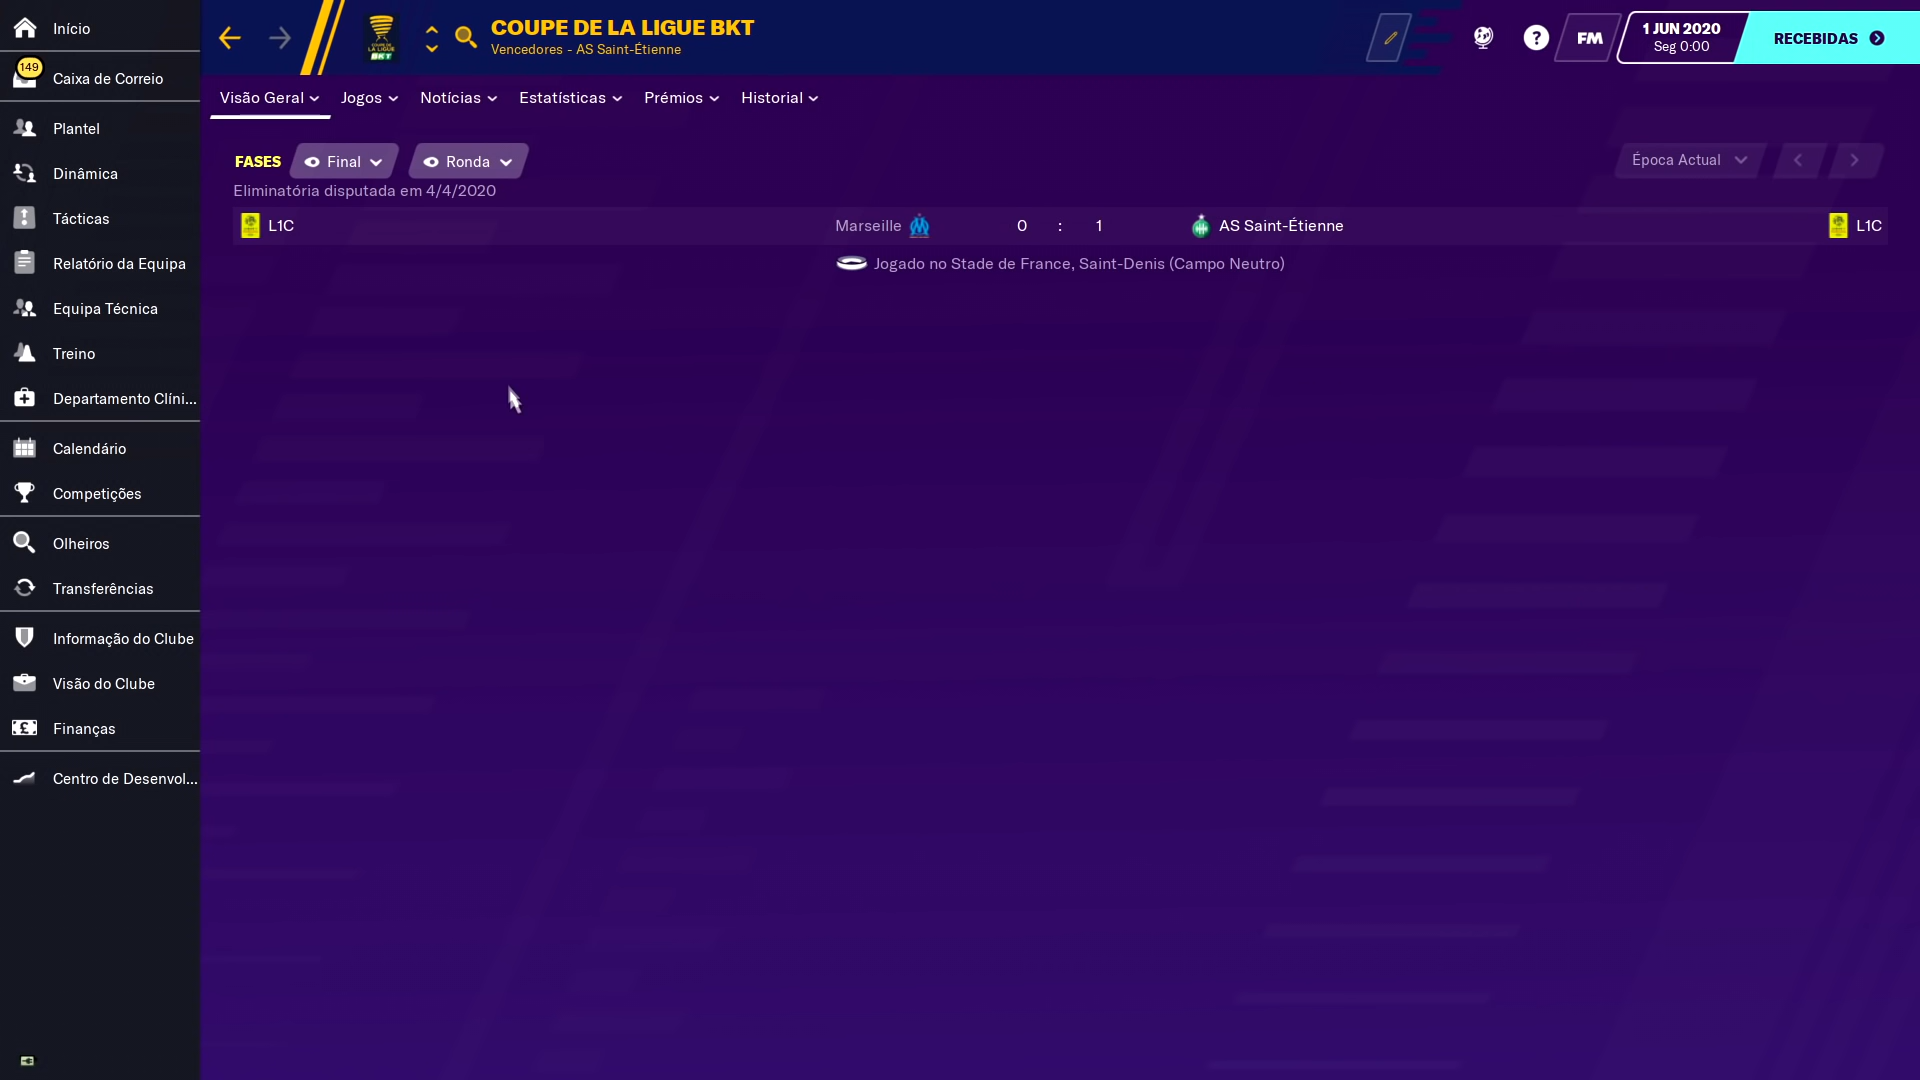 Início
149
Caixa de Correio
Plantel
Dinâmica
Tácticas
Relatório da Equipa
Equipa Técnica
Treino
Departamento Clíni...
Calendário
Competições
Olheiros
Transferências
Informação do Clube
Visão do Clube
Finanças
Centro de Desenvol...
COUPE DE LA LIGUE BKT
Vencedores - AS Saint-Étienne
FM
1 JUN 2020
Seg 0:00
RECEBIDAS
Visão Geral
Jogos
Notícias
Estatísticas
Prémios
Historial
FASES
Final
Ronda
Época Actual
Eliminatória disputada em 4/4/2020
L1C Marseille 0 : 1 AS Saint-Étienne L1C
Jogado no Stade de France, Saint-Denis (Campo Neutro)